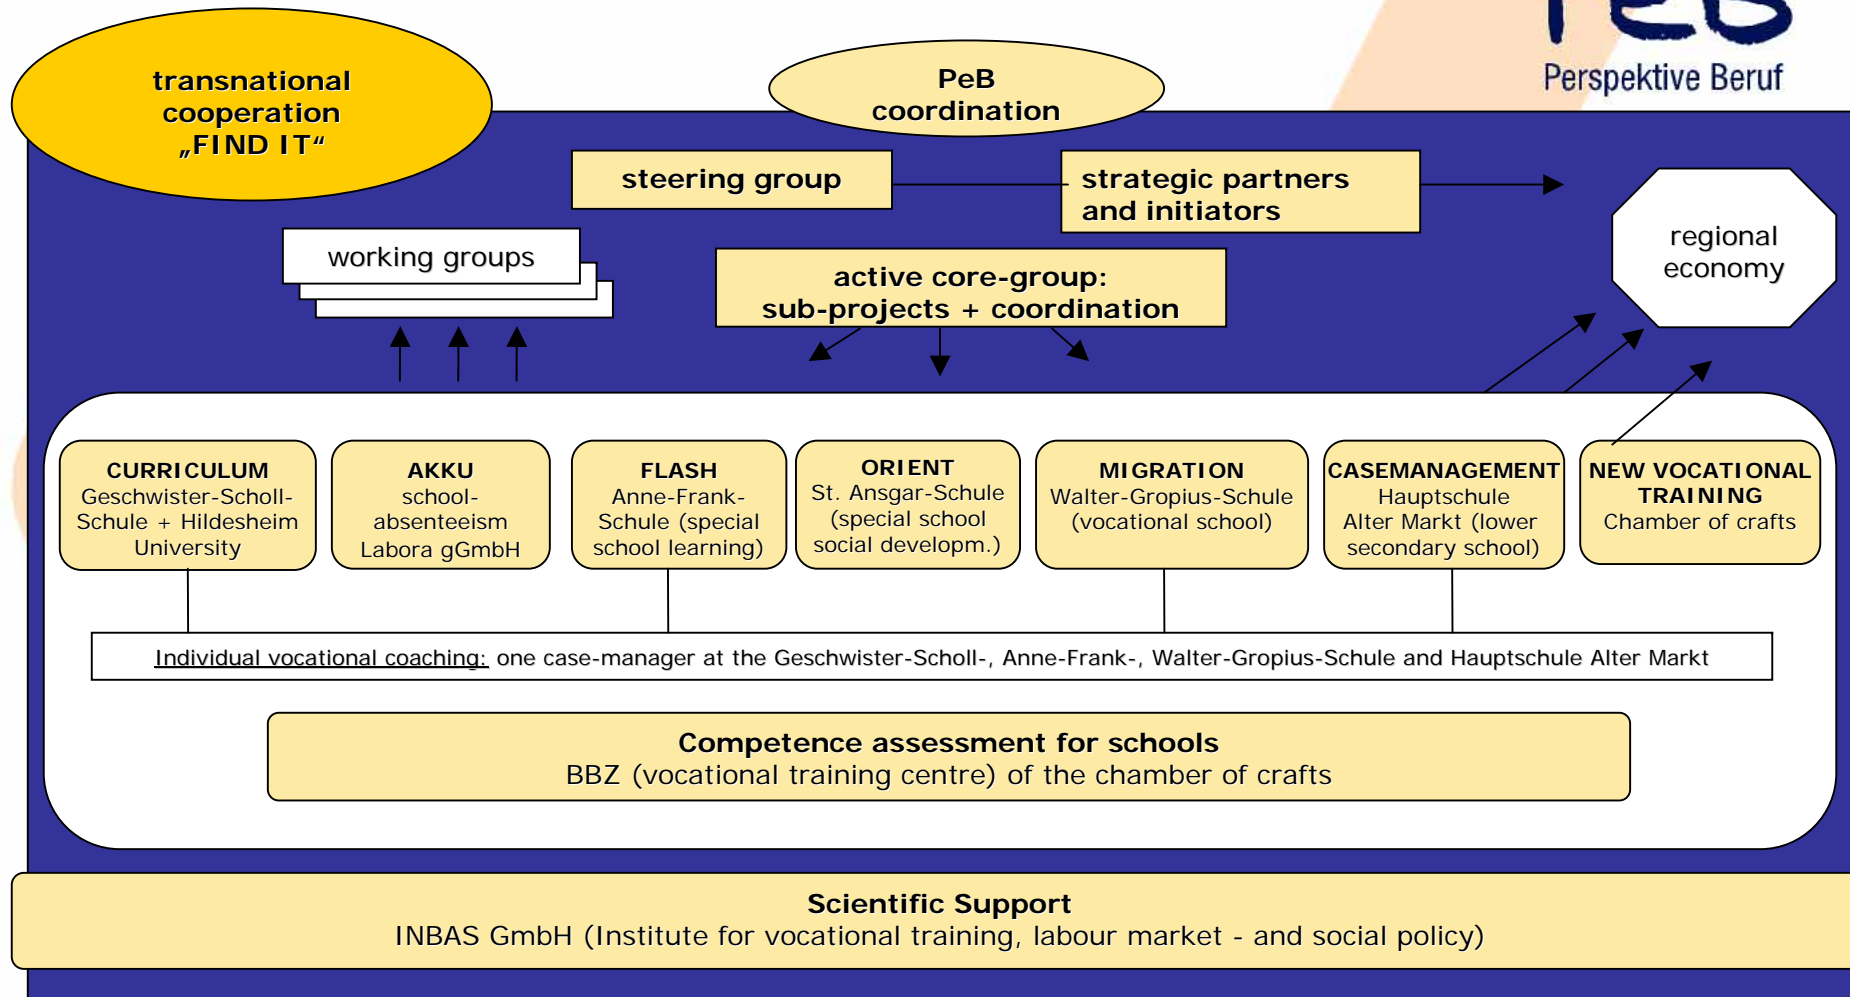 PeB
Perspektive Beruf
transnational
cooperation
„FIND IT“
PeB
coordination
steering group
strategic partners
and initiators
regional
economy
working groups
active core-group:
sub-projects + coordination
CURRICULUM
Geschwister-Scholl-
Schule + Hildesheim
University
AKKU
school-
absenteeism
Labora gGmbH
FLASH
Anne-Frank-
Schule (special
school learning)
ORIENT
St. Ansgar-Schule
(special school
social developm.)
MIGRATION
Walter-Gropius-Schule
(vocational school)
CASEMANAGEMENT
Hauptschule
Alter Markt (lower
secondary school)
NEW VOCATIONAL
TRAINING
Chamber of crafts
Individual vocational coaching: one case-manager at the Geschwister-Scholl-, Anne-Frank-, Walter-Gropius-Schule and Hauptschule Alter Markt
Competence assessment for schools
BBZ (vocational training centre) of the chamber of crafts
Scientific Support
INBAS GmbH (Institute for vocational training, labour market - and social policy)